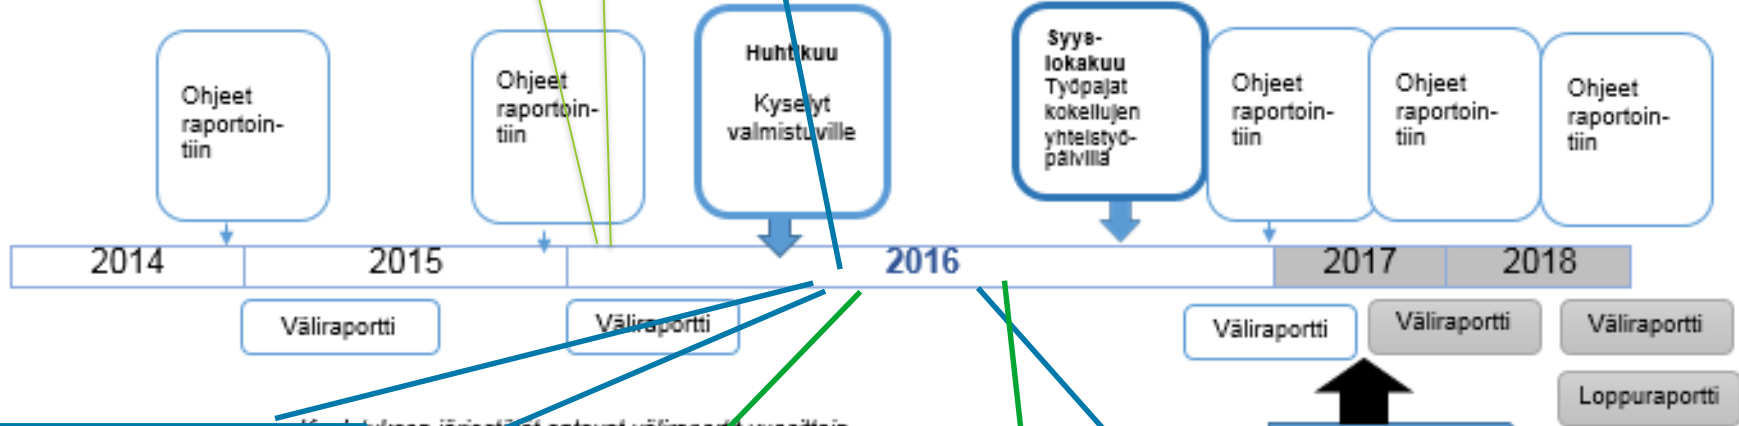 Ohjeet
raportoin-
tiin
Ohjeet
raportoin-
tiin
Huhtikuu
Kyselyt
valmistuville
Syys-
lokakuu
Työpajat
kokeilujen
yhteistyö-
päivillä
Ohjeet
raportoin-
tiin
Ohjeet
raportoin-
tiin
Ohjeet
raportoin-
tiin
2014
2015
2016
2017
2018
Väliraportti
Väliraportti
Väliraportti
Väliraportti
Väliraportti
Loppuraportti